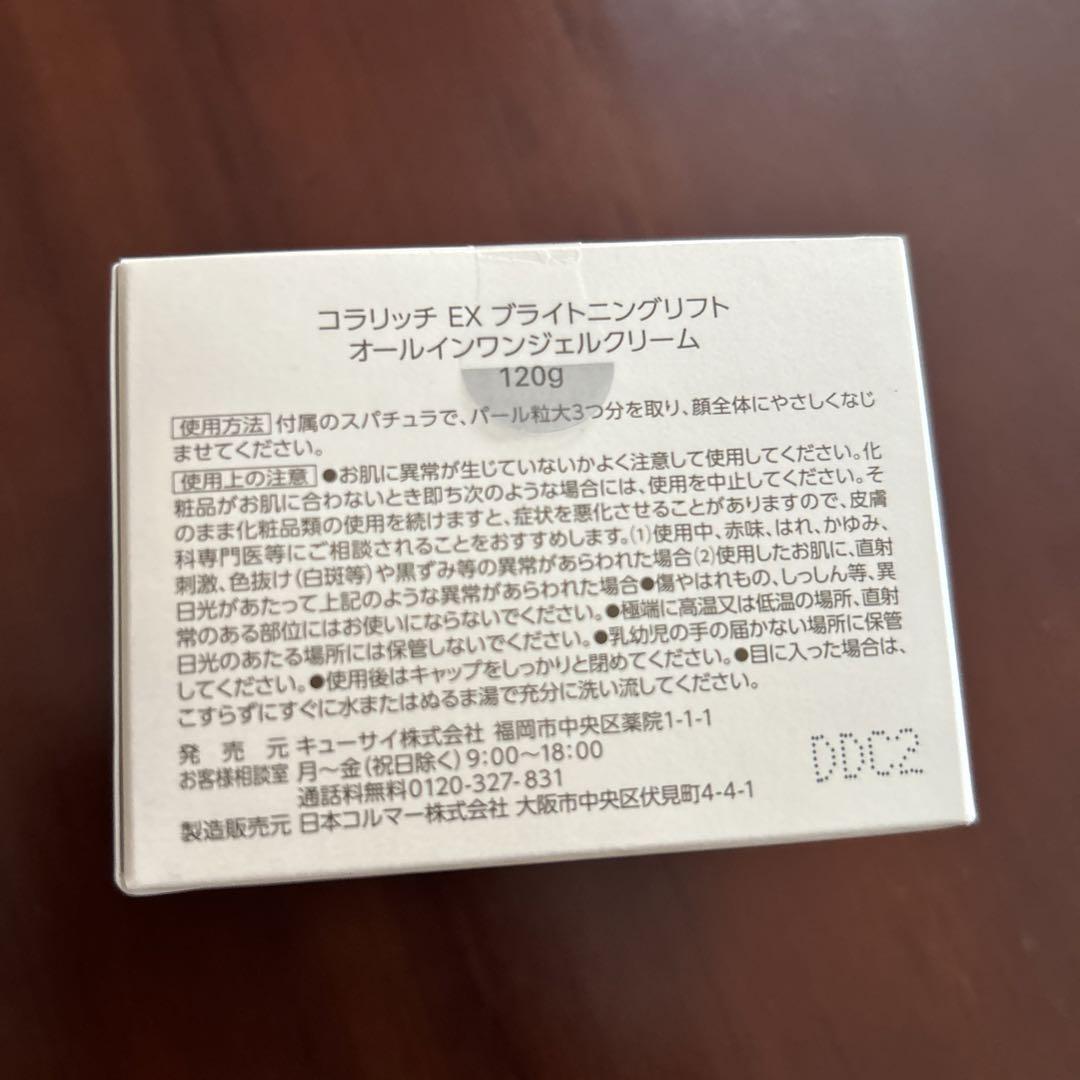 コラリッチ EX ブライトニングリフト
オールインワンジェルクリーム
120g
使用方法 付属のスパチュラで、パール粒大3つ分を取り、顔全体にやさしくなじ
ませてください。
使用上の注意 ●お肌に異常が生じていないかよく注意して使用してください。化
粧品がお肌に合わないとき即ち次のような場合には、使用を中止してください。そ
のまま化粧品類の使用を続けますと、症状を悪化させることがありますので、皮膚
科専門医等にご相談されることをおすすめします。(1)使用中、赤味、はれ、かゆみ、
刺激、色抜け(白斑等)や黒ずみ等の異常があらわれた場合(2)使用したお肌に、直射
日光があたって上記のような異常があらわれた場合●傷やはれもの、しっしん等、異
常のある部位にはお使いにならないでください。●極端に高温又は低温の場所、直射
日光のあたる場所には保管しないでください。●乳幼児の手の届かない場所に保管
してください。●使用後はキャップをしっかりと閉めてください。●目に入った場合は、
こすらずにすぐに水またはぬるま湯で充分に洗い流してください。
発売元 キューサイ株式会社 福岡市中央区薬院1-1-1
お客様相談室 月〜金(祝日除く)9:00〜18:00
通話料無料0120-327-831
製造販売元 日本コルマー株式会社 大阪市中央区伏見町4-4-1
DDC2